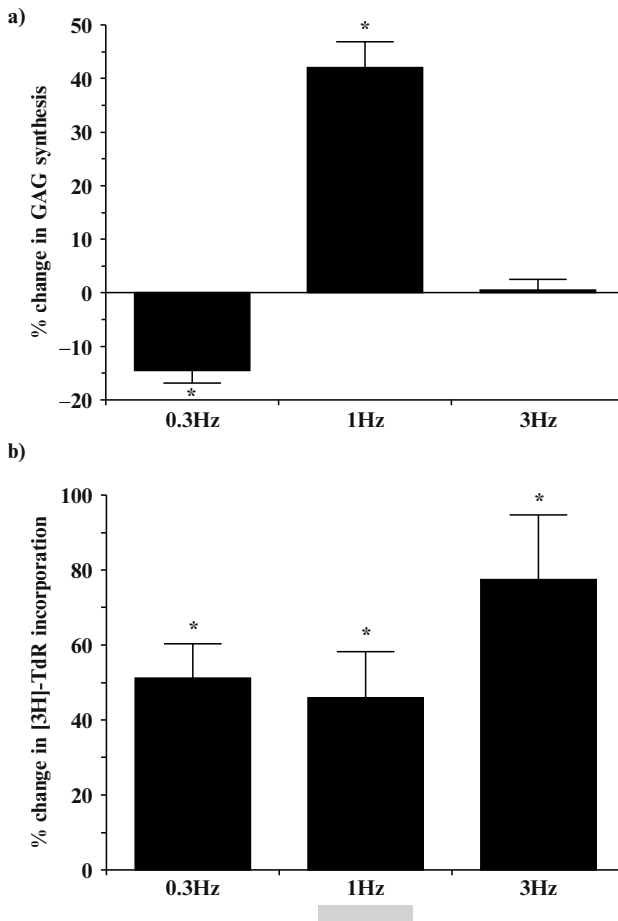 a)
% change in GAG synthesis
50
40
30
20
10
0
–10
–20
*
*
0.3Hz 1Hz 3Hz
b)
% change in [3H]-TdR incorporation
100
80
60
40
20
0
* * *
0.3Hz 1Hz 3Hz